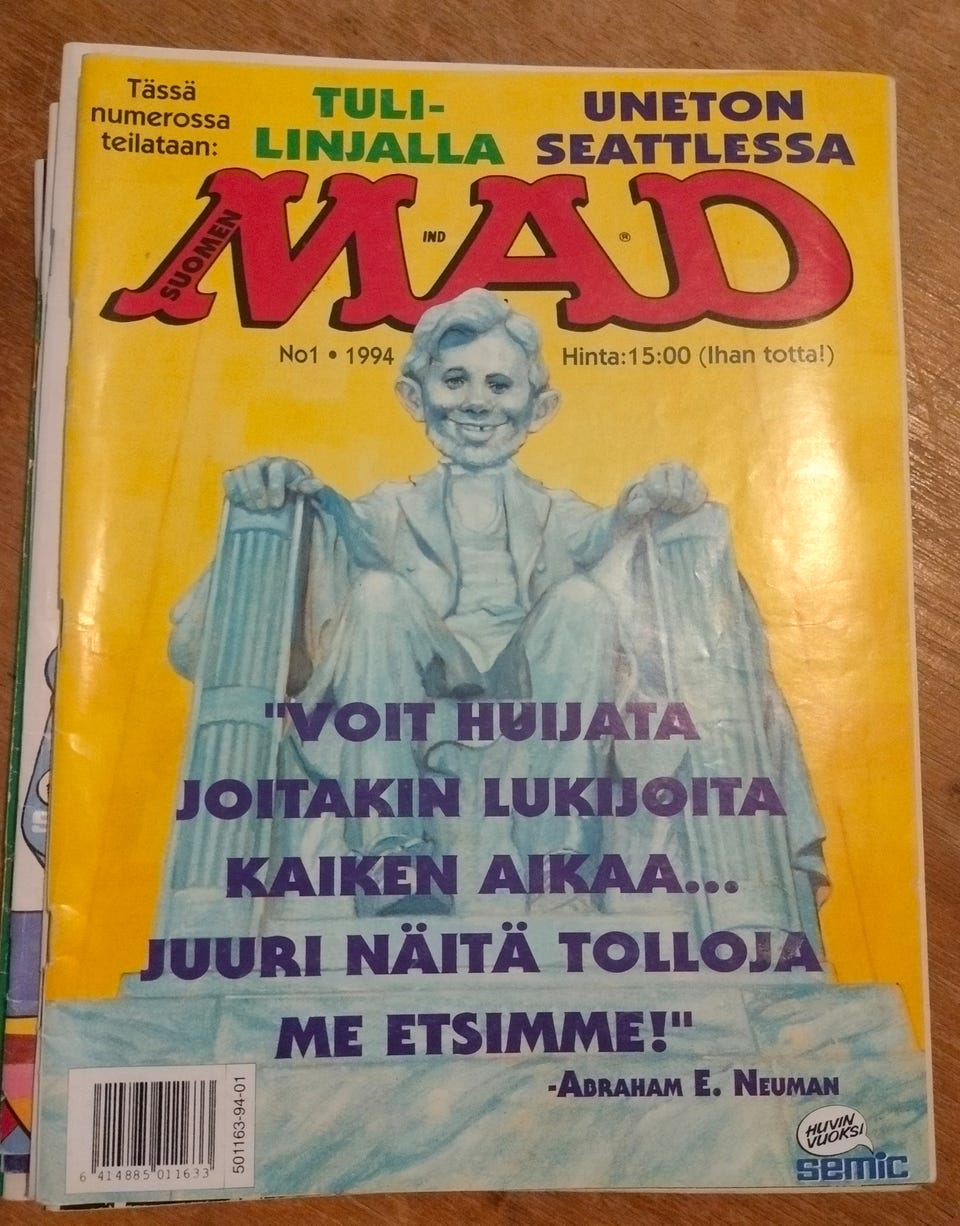 Tässä
numerossa
teilataan:
TULI-
LINJALLA
UNETON
SEATTLESSA
SUOMEN
MAD
IND
®
No1 • 1994
Hinta:15:00 (Ihan totta!)
"VOIT HUIJATA
JOITAKIN LUKIJOITA
KAIKEN AIKAA...
JUURI NÄITÄ TOLLOJA
ME ETSIMME!"
-ABRAHAM E. NEUMAN
6 414885 011633
501163-94-01
HUVIN
VUOKSI
semic